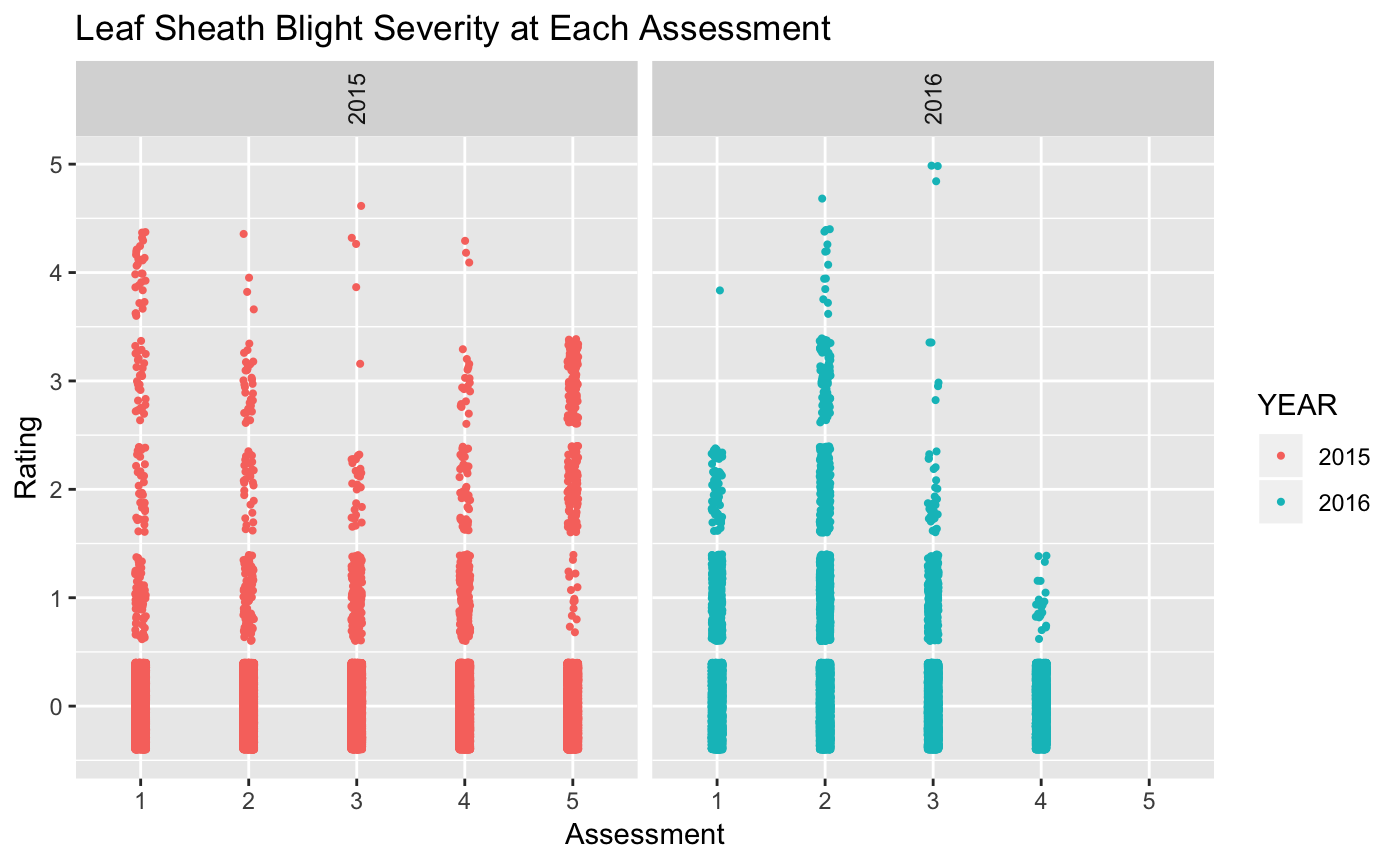 Leaf Sheath Blight Severity at Each Assessment
2015
2016
5
4
3
2
1
0
Rating
1 2 3 4 5
1 2 3 4 5
Assessment
YEAR
2015
2016